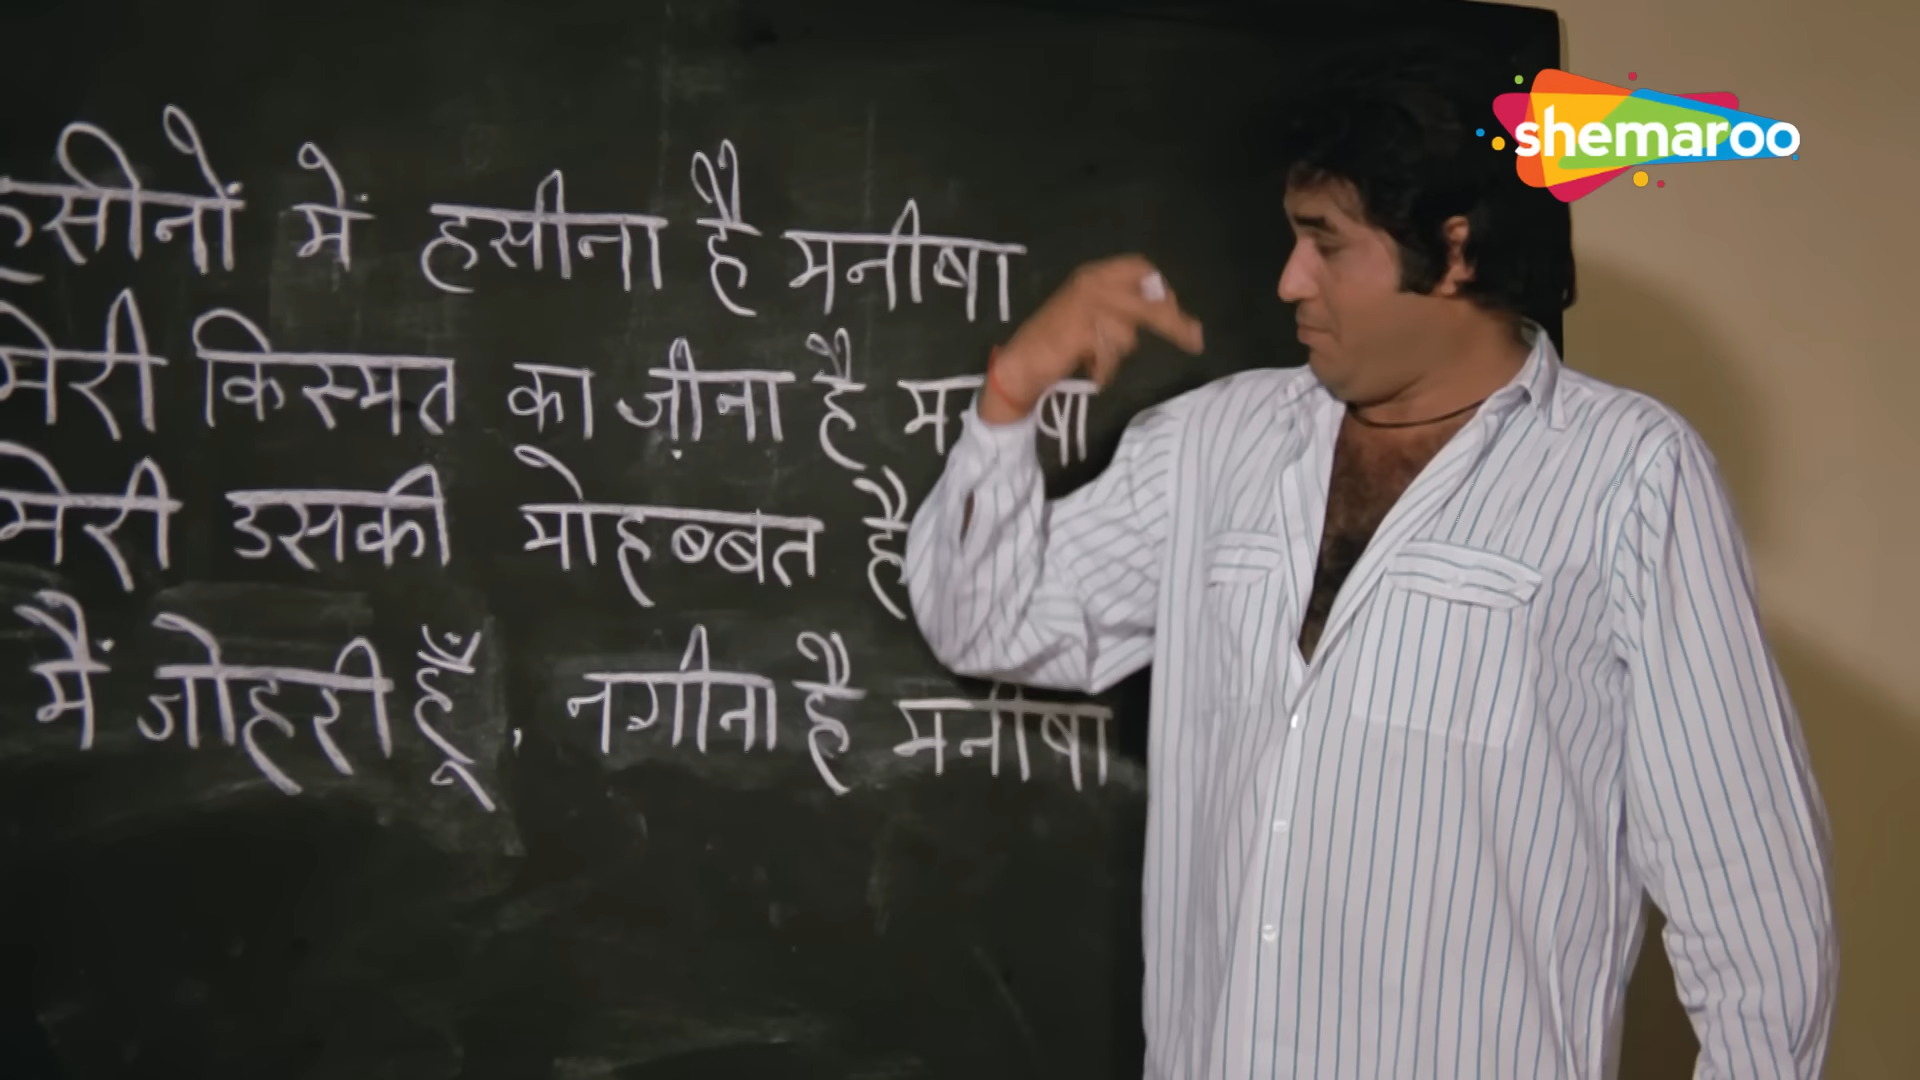 हसीनों में हसीना है मनीषा
मेरी किस्मत का ज़ीना है
मेरी उसकी मोहब्बत है
मैं जोहरी हूँ, नगीना है मनीषा
shemaroo